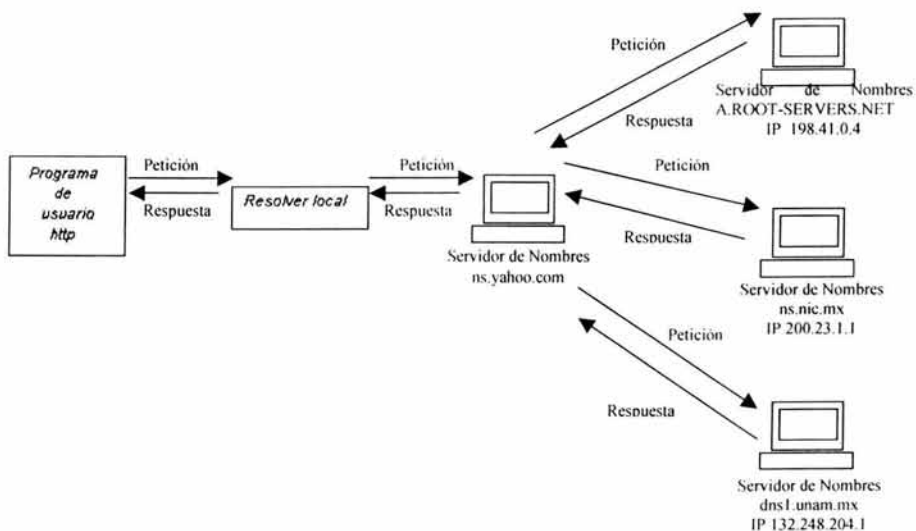 Programa
de
usuario
http
Petición
Respuesta
Resolver local
Petición
Respuesta
Servidor de Nombres
ns.yahoo.com
Petición
Respuesta
Servidor de Nombres
A.ROOT-SERVERS.NET
IP 198.41.0.4
Petición
Respuesta
Servidor de Nombres
ns.nic.mx
IP 200.23.1.1
Petición
Respuesta
Servidor de Nombres
dns1.unam.mx
IP 132.248.204.1